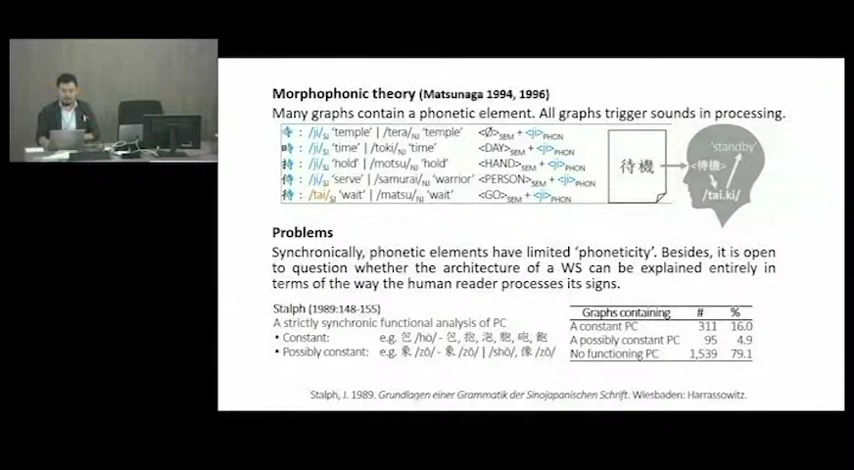 Morphophonic theory (Matsunaga 1994, 1996)
Many graphs contain a phonetic element. All graphs trigger sounds in processing.
寺 : /ji/SJ 'temple' | /tera/NJ 'temple' <Ø>SEM + <ji>PHON
時 : /ji/SJ 'time' | /toki/NJ 'time' <DAY>SEM + <ji>PHON
持 : /ji/SJ 'hold' | /motsu/NJ 'hold' <HAND>SEM + <ji>PHON
侍 : /ji/SJ 'serve' | /samurai/NJ 'warrior' <PERSON>SEM + <ji>PHON
待 : /tai/SJ 'wait' | /matsu/NJ 'wait' <GO>SEM + <ji>PHON
待機
'standby'
<待機>
/tai.ki/
Problems
Synchronically, phonetic elements have limited 'phoneticity'. Besides, it is open
to question whether the architecture of a WS can be explained entirely in
terms of the way the human reader processes its signs.
Stalph (1989:148-155)
A strictly synchronic functional analysis of PC
• Constant: e.g. 包 /hō/ - 包, 抱, 泡, 胞, 砲, 飽
• Possibly constant: e.g. 象 /zō/ - 象 /zō/ | /shō/, 像 /zō/
Graphs containing # %
A constant PC 311 16.0
A possibly constant PC 95 4.9
No functioning PC 1,539 79.1
Stalph, J. 1989. Grundlagen einer Grammatik der Sinojapanischen Schrift. Wiesbaden: Harrassowitz.